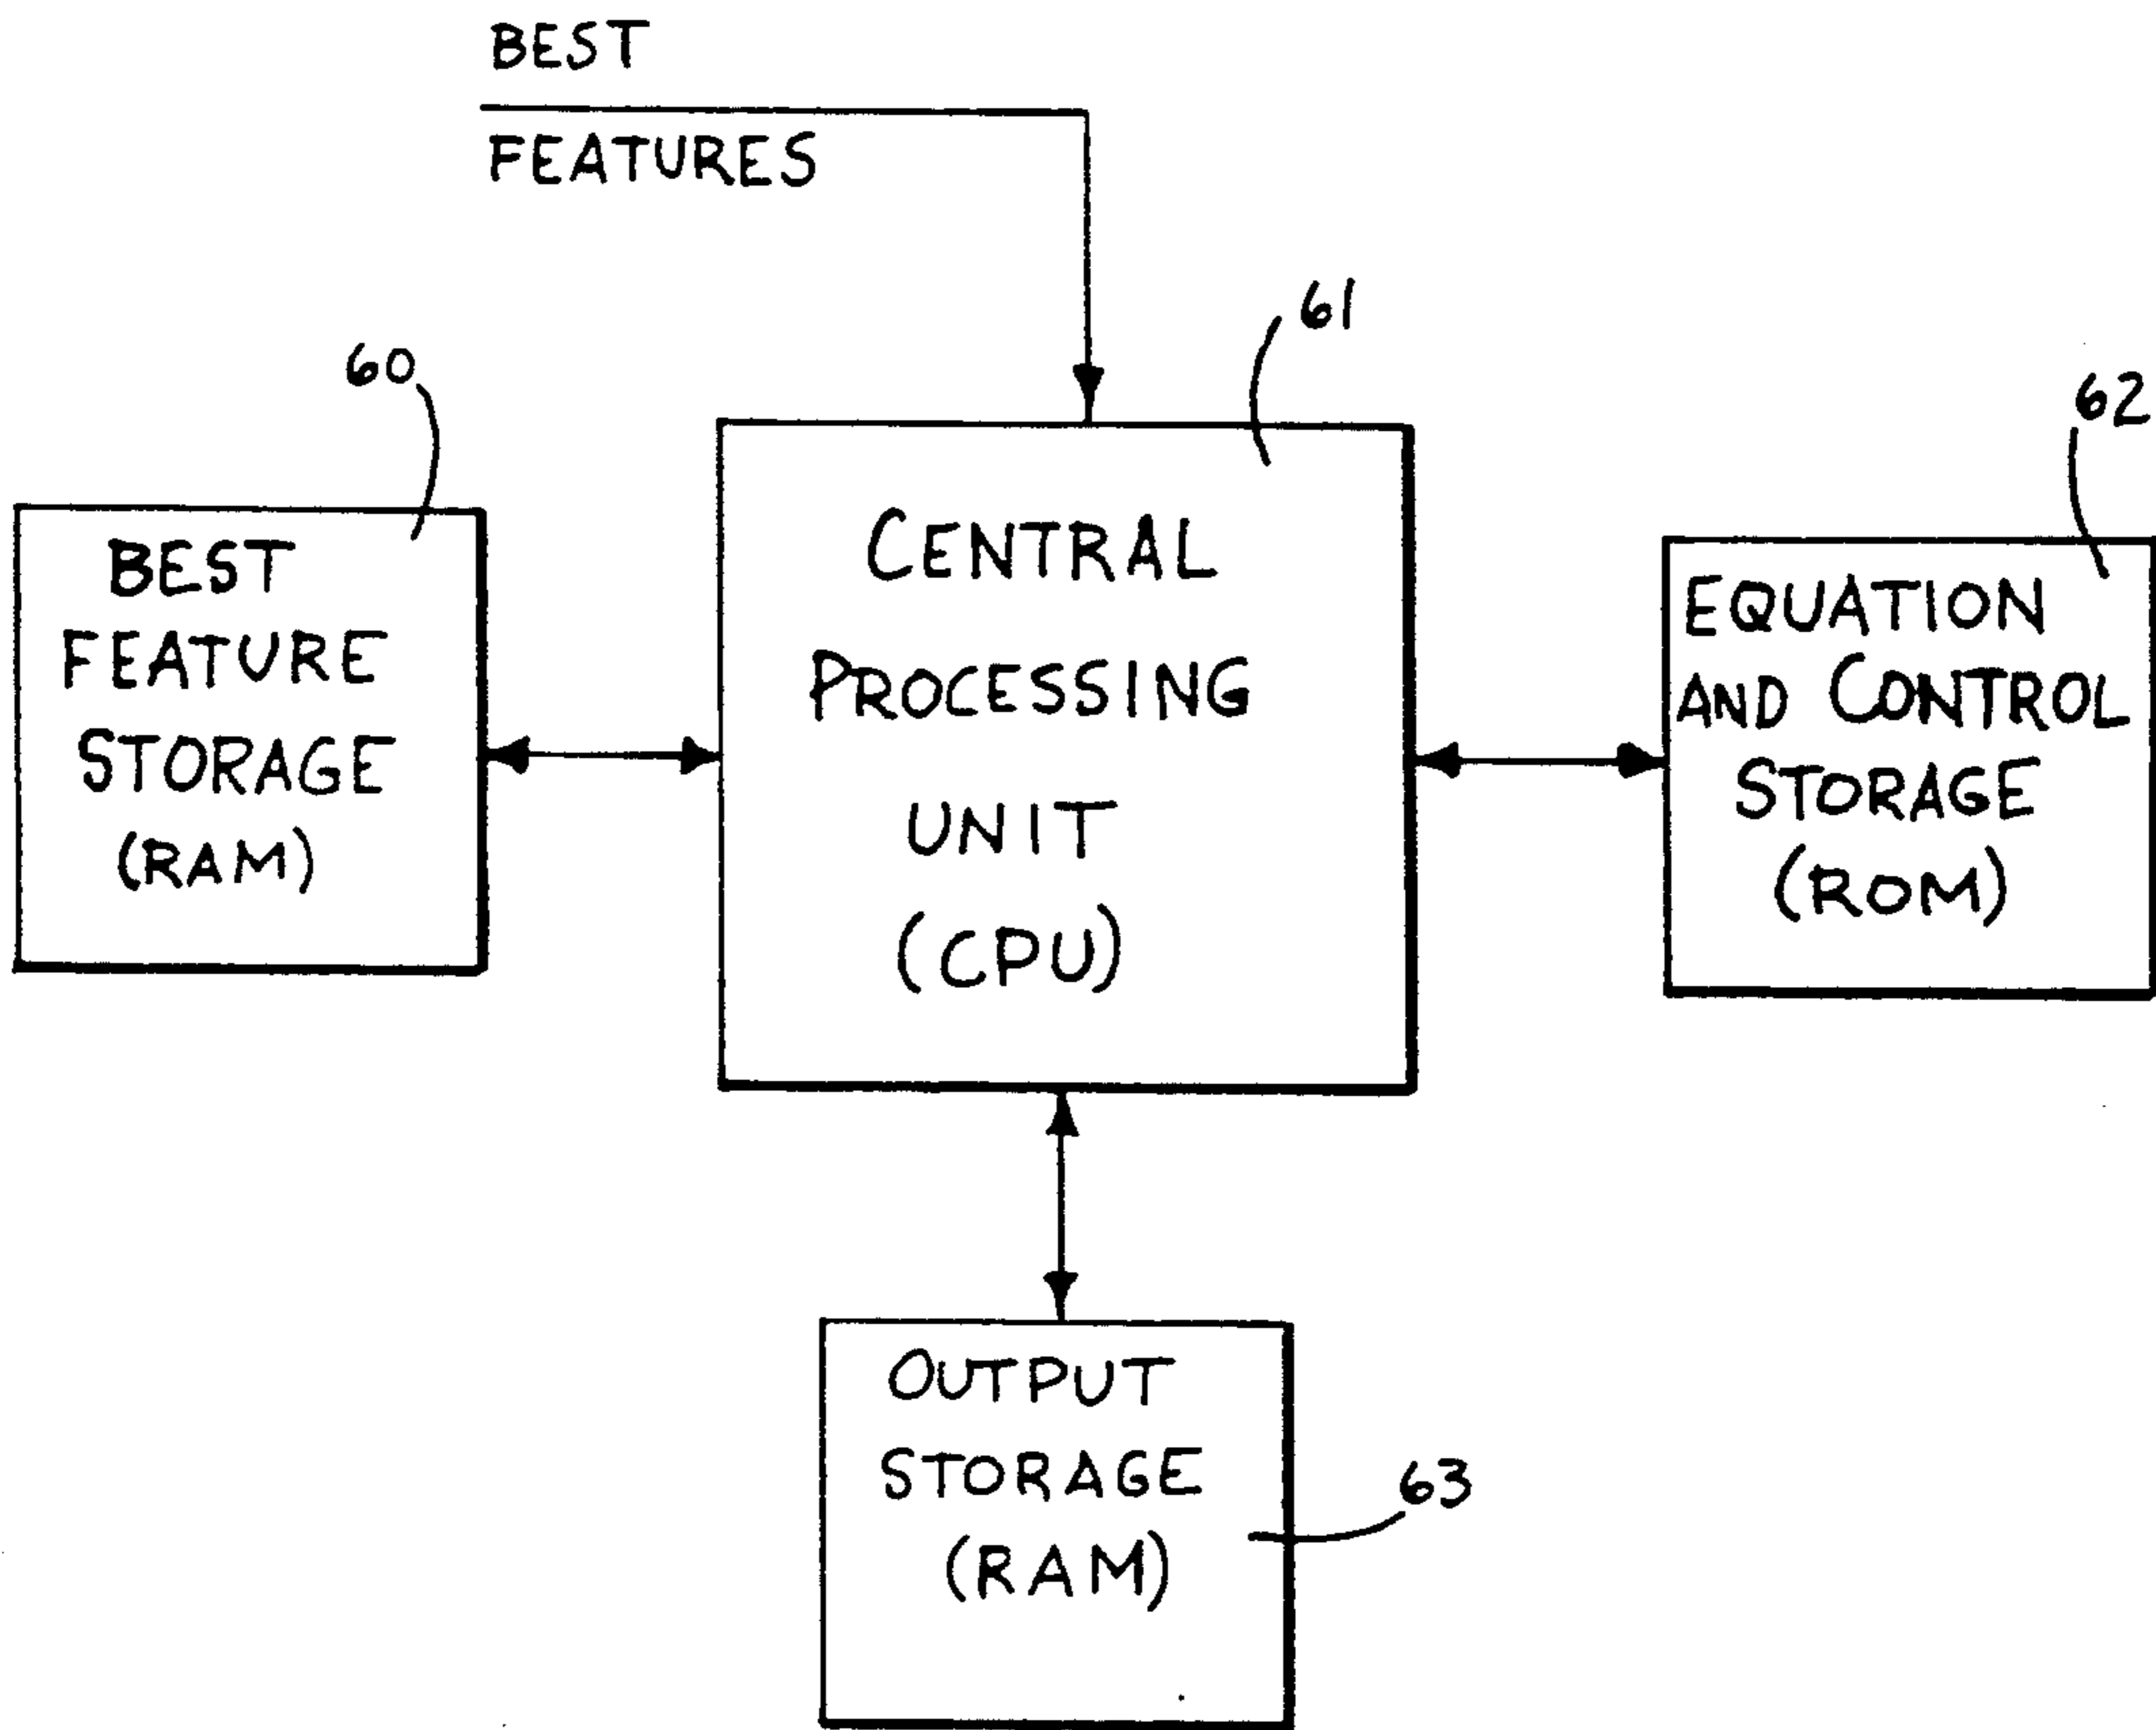 BEST
FEATURES
61
60
62
BEST
FEATURE
STORAGE
(RAM)
CENTRAL
PROCESSING
UNIT
(CPU)
EQUATION
AND CONTROL
STORAGE
(ROM)
OUTPUT
STORAGE
(RAM)
63